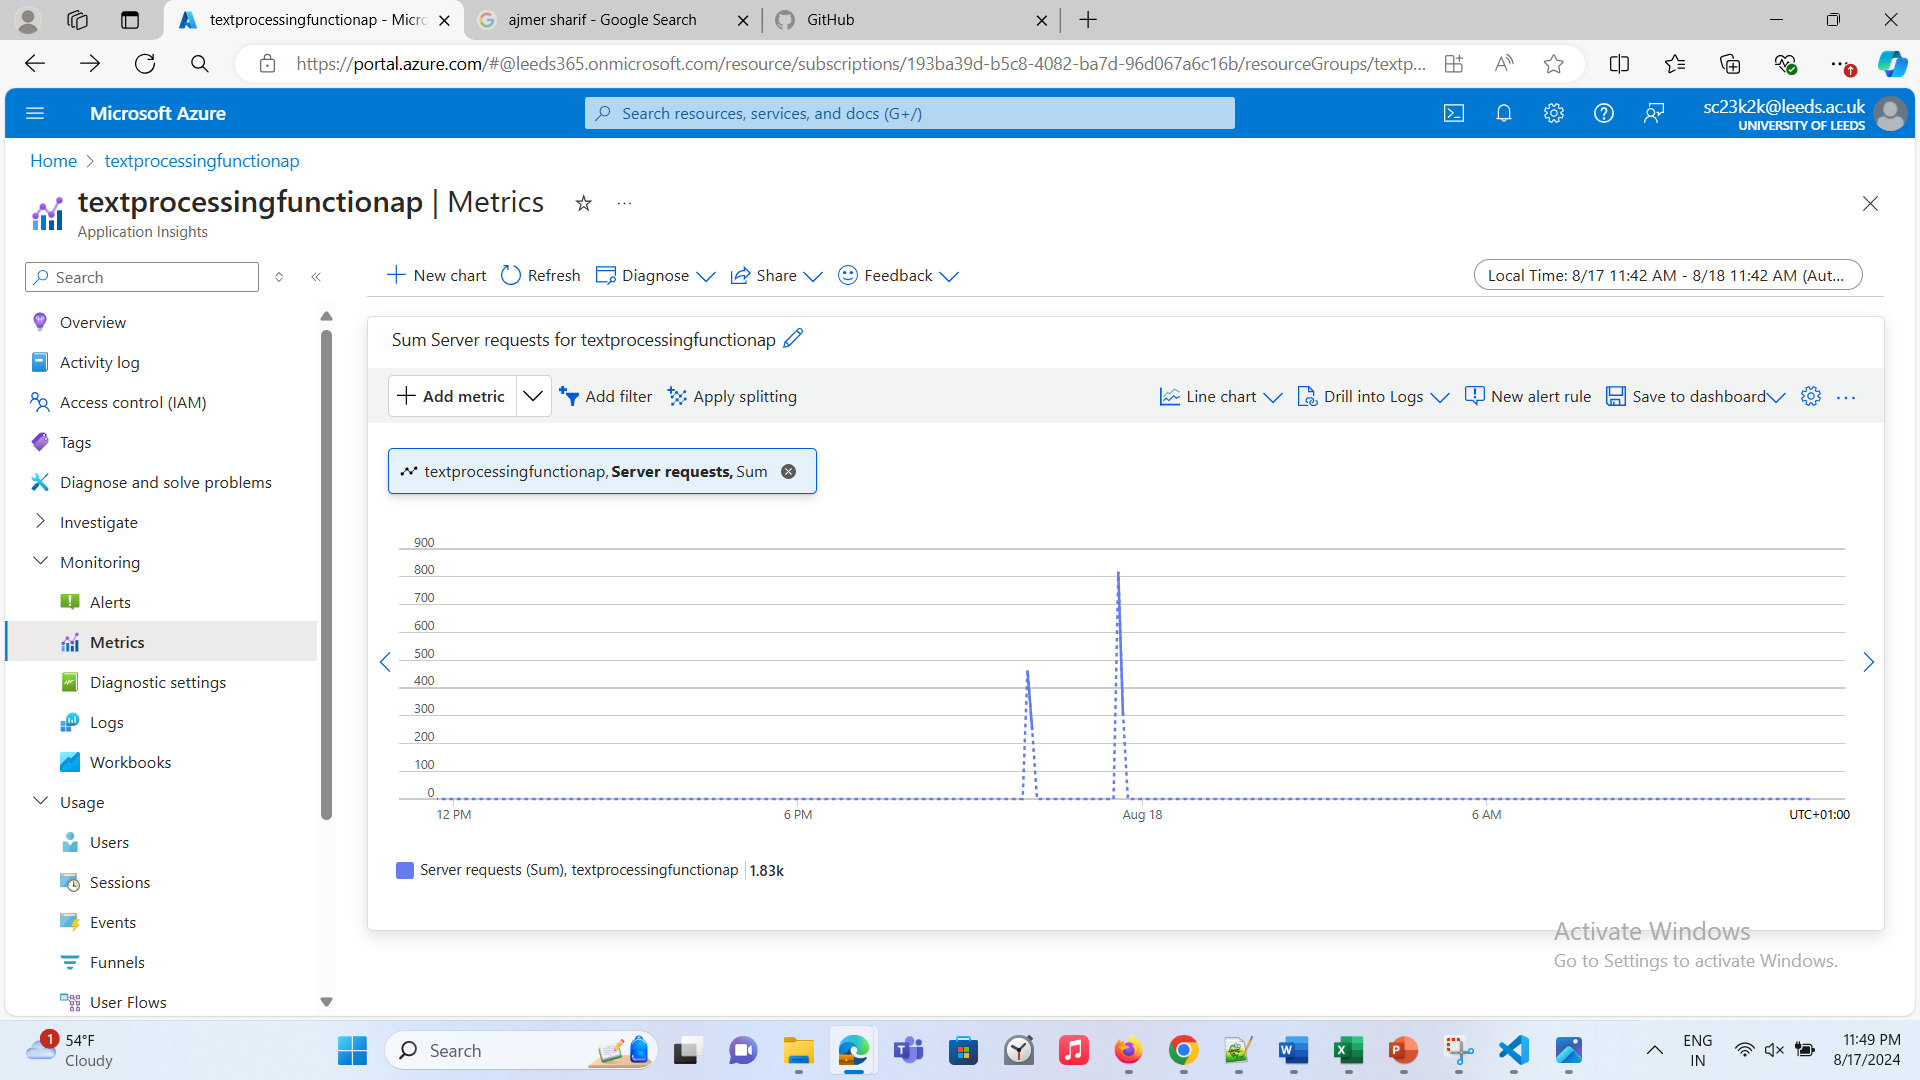 textprocessingfunctionap - Micro
ajmer sharif - Google Search
GitHub
https://portal.azure.com/#@leeds365.onmicrosoft.com/resource/subscriptions/193ba39d-b5c8-4082-ba7d-96d067a6c16b/resourceGroups/textp...
Microsoft Azure
Search resources, services, and docs (G+/)
sc23k2k@leeds.ac.uk
UNIVERSITY OF LEEDS
Home > textprocessingfunctionap
textprocessingfunctionap | Metrics
Application Insights
Search
New chart Refresh Diagnose Share Feedback
Local Time: 8/17 11:42 AM - 8/18 11:42 AM (Aut...
Overview
Activity log
Access control (IAM)
Tags
Diagnose and solve problems
Investigate
Monitoring
Alerts
Metrics
Diagnostic settings
Logs
Workbooks
Usage
Users
Sessions
Events
Funnels
User Flows
Sum Server requests for textprocessingfunctionap
Add metric Add filter Apply splitting
Line chart Drill into Logs New alert rule Save to dashboard
textprocessingfunctionap, Server requests, Sum
900
800
700
600
500
400
300
200
100
0
12 PM 6 PM Aug 18 6 AM UTC+01:00
Server requests (Sum), textprocessingfunctionap | 1.83k
Activate Windows
Go to Settings to activate Windows.
1
54°F
Cloudy
Search
ENG
IN
11:49 PM
8/17/2024